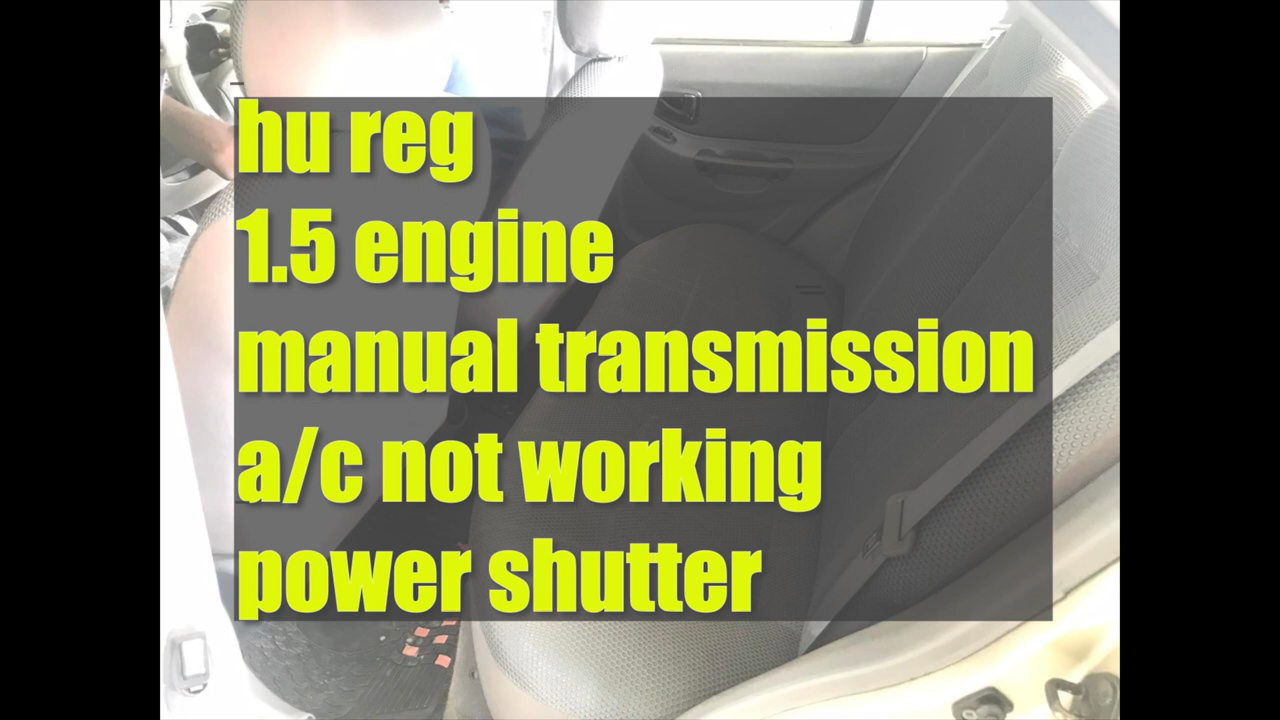 hu reg
1.5 engine
manual transmission
a/c not working
power shutter